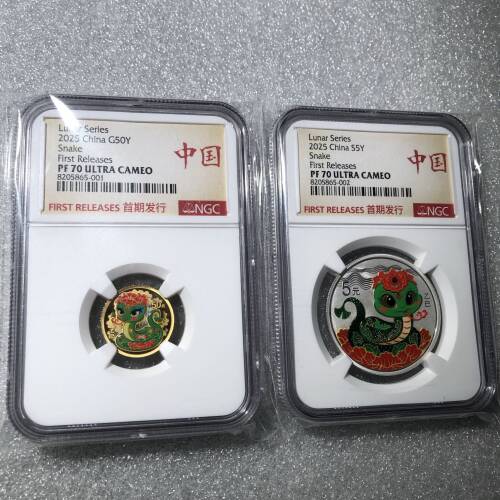 Lunar Series
2025 China G50Y
Snake
First Releases
PF 70 ULTRA CAMEO
8205865-001
中国
FIRST RELEASES 首期发行
NGC
Lunar Series
2025 China S5Y
Snake
First Releases
PF 70 ULTRA CAMEO
8205865-002
中国
FIRST RELEASES 首期发行
NGC
5元
乙巳